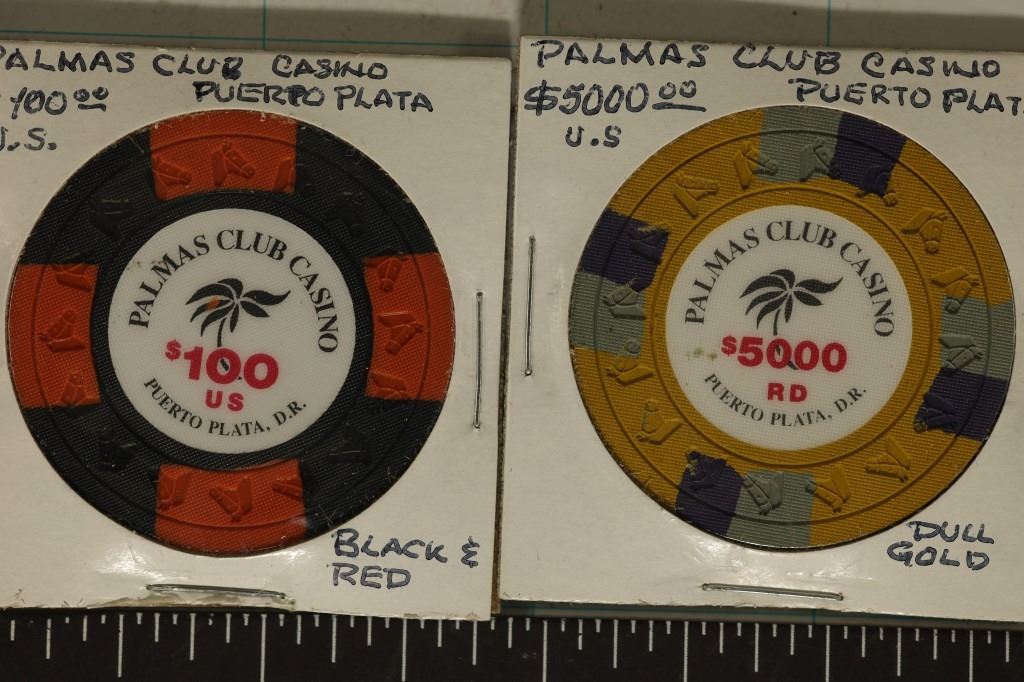 PALMAS CLUB CASINO
PUERTO PLATA
$100.00
U.S.
PALMAS CLUB CASINO
$100
US
PUERTO PLATA, D.R.
BLACK &
RED
PALMAS CLUB CASINO
$5000.00 PUERTO PLAT
U.S
PALMAS CLUB CASINO
$5000
RD
PUERTO PLATA, D.R.
DULL
GOLD